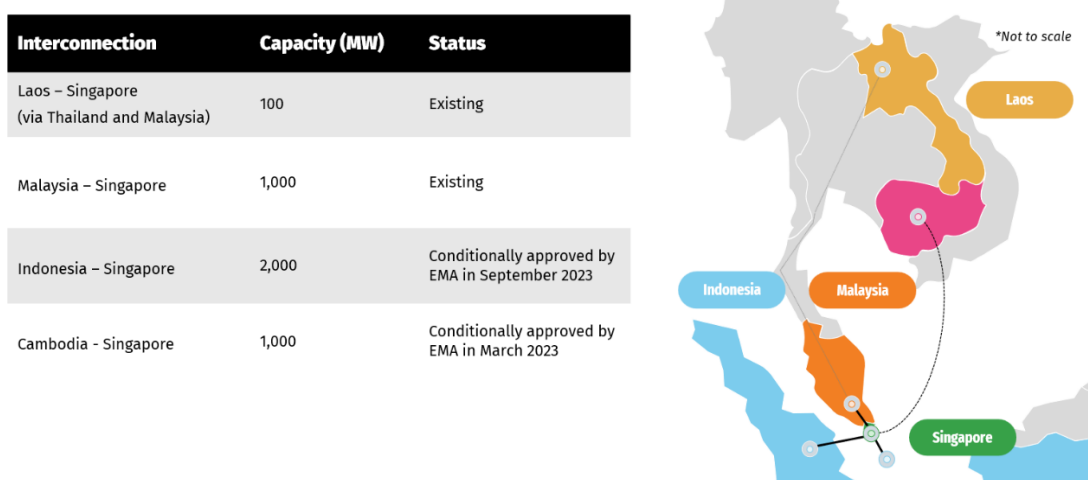 Interconnection Capacity (MW) Status
Laos – Singapore
(via Thailand and Malaysia) 100 Existing
Malaysia – Singapore 1,000 Existing
Indonesia – Singapore 2,000 Conditionally approved by
EMA in September 2023
Cambodia - Singapore 1,000 Conditionally approved by
EMA in March 2023
*Not to scale
Laos
Indonesia
Malaysia
Singapore